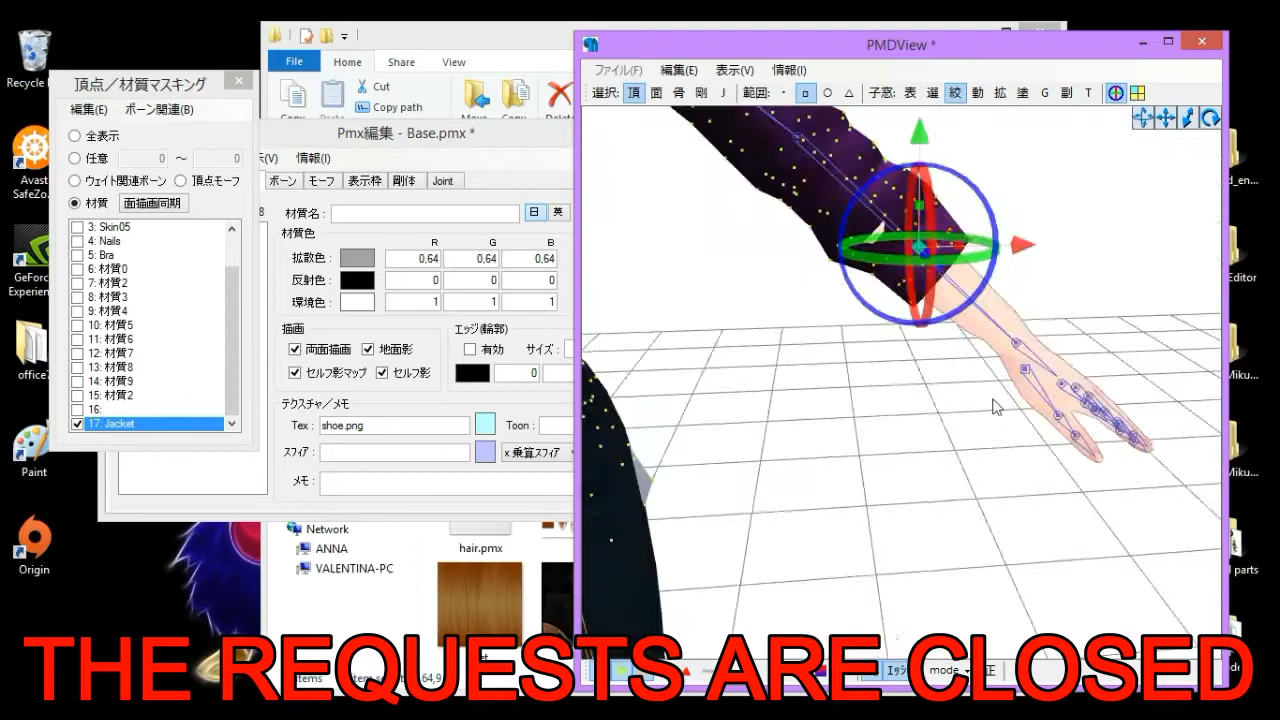 Recycle
Avast
SafeZo...
GeForce
Experien...
office7
Paint
Origin
頂点／材質マスキング
編集(E) ボーン関連(B)
全表示
任意 0 ～ 0
ウェイト関連ボーン 頂点モーフ
材質 面描画同期
3: Skin05
4: Nails
5: Bra
6: 材質0
7: 材質2
8: 材質3
9: 材質4
10: 材質5
11: 材質6
12: 材質7
13: 材質8
14: 材質9
15: 材質2
16:
17: Jacket
File Home Share View
Cut
Copy path
Pmx編集 - Base.pmx *
情報(I)
ボーン モーフ 表示枠 剛体 Joint
材質名： 日 英
材質色
R G B
拡散色： 0.64 0.64 0.64
反射色： 0 0 0
環境色： 1 1 1
描画 エッジ(輪郭)
両面描画 地面影 有効 サイズ：
セルフ影マップ セルフ影 0
テクスチャ／メモ
Tex : shoe.png Toon :
スフィア : x 乗算スフィア
メモ :
Network
ANNA
VALENTINA-PC
hair.pmx
PMDView *
ファイル(F) 編集(E) 表示(V) 情報(I)
選択: 頂 面 骨 剛 J 範囲: ・ □ ○ △ 子窓: 表 選 絞 動 拡 塗 G 副 T
mode 正
d_en...
Editor
Miku...
Miku...
l parts
THE REQUESTS ARE CLOSED